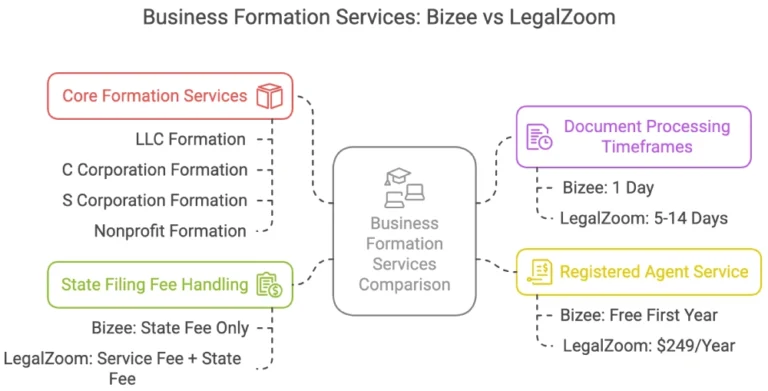 Business Formation Services: Bizee vs LegalZoom
Core Formation Services
LLC Formation
C Corporation Formation
S Corporation Formation
Nonprofit Formation
State Filing Fee Handling
Bizee: State Fee Only
LegalZoom: Service Fee + State
Fee
Business
Formation
Services
Comparison
Document Processing
Timeframes
Bizee: 1 Day
LegalZoom: 5-14 Days
Registered Agent Service
Bizee: Free First Year
LegalZoom: $249/Year